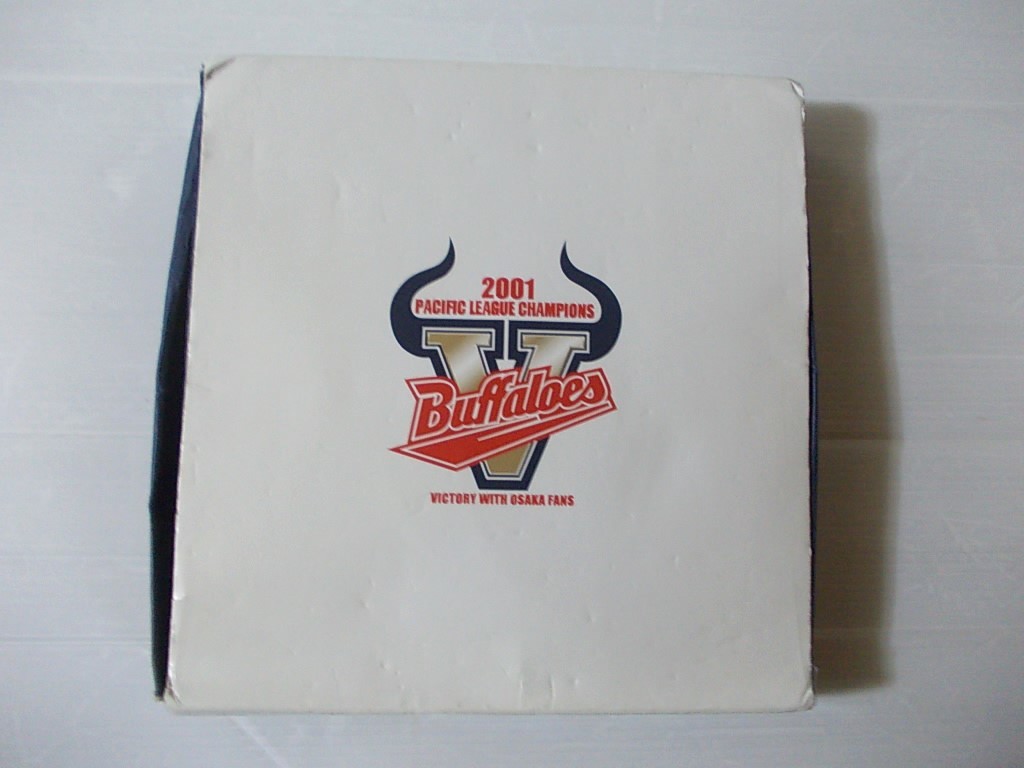 2001
PACIFIC LEAGUE CHAMPIONS
V
Buffaloes
VICTORY WITH OSAKA FANS